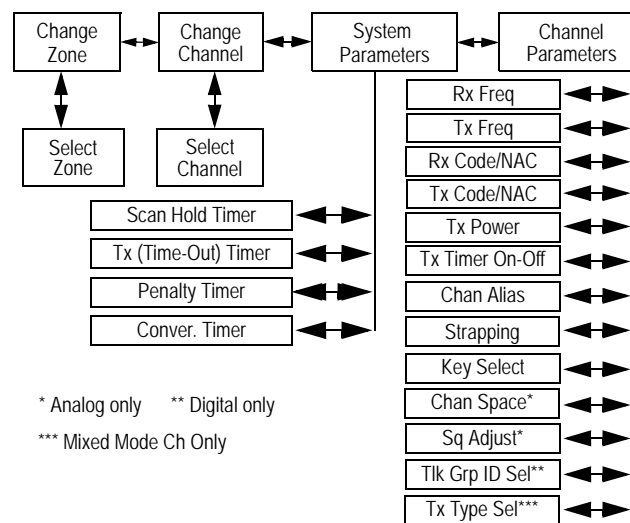 Change
Zone
Change
Channel
System
Parameters
Channel
Parameters
Select
Zone
Select
Channel
Scan Hold Timer
Tx (Time-Out) Timer
Penalty Timer
Conver. Timer
Rx Freq
Tx Freq
Rx Code/NAC
Tx Code/NAC
Tx Power
Tx Timer On-Off
Chan Alias
Strapping
Key Select
Chan Space*
Sq Adjust*
Tlk Grp ID Sel**
Tx Type Sel***
* Analog only ** Digital only
*** Mixed Mode Ch Only